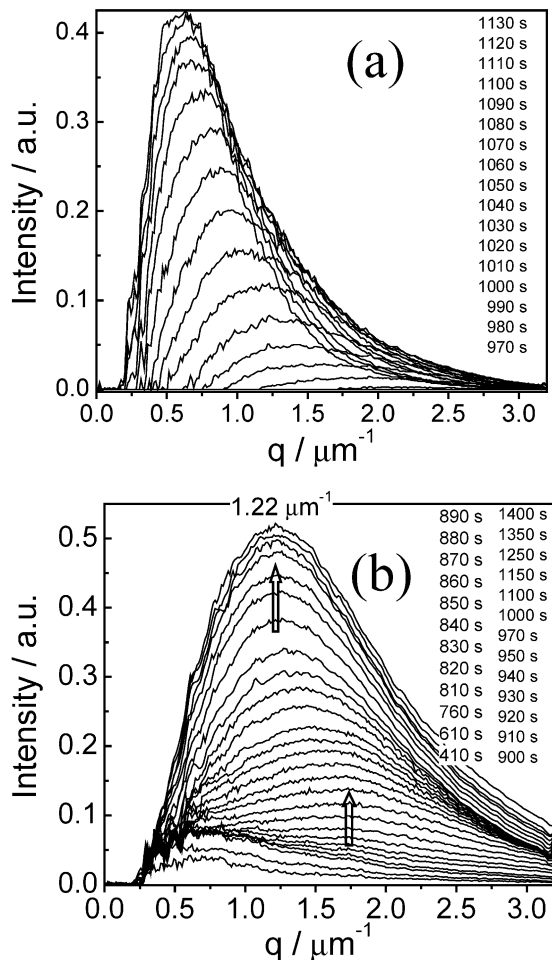 (a)
1130 s
1120 s
1110 s
1100 s
1090 s
1080 s
1070 s
1060 s
1050 s
1040 s
1030 s
1020 s
1010 s
1000 s
990 s
980 s
970 s
Intensity / a.u.
0.4
0.3
0.2
0.1
0.0
0.0 0.5 1.0 1.5 2.0 2.5 3.0
q / μm⁻¹
1.22 μm⁻¹
(b)
890 s 1400 s
880 s 1350 s
870 s 1250 s
860 s 1150 s
850 s 1100 s
840 s 1000 s
830 s 970 s
820 s 950 s
810 s 940 s
760 s 930 s
610 s 920 s
410 s 910 s
900 s
Intensity / a.u.
0.5
0.4
0.3
0.2
0.1
0.0
0.0 0.5 1.0 1.5 2.0 2.5 3.0
q / μm⁻¹